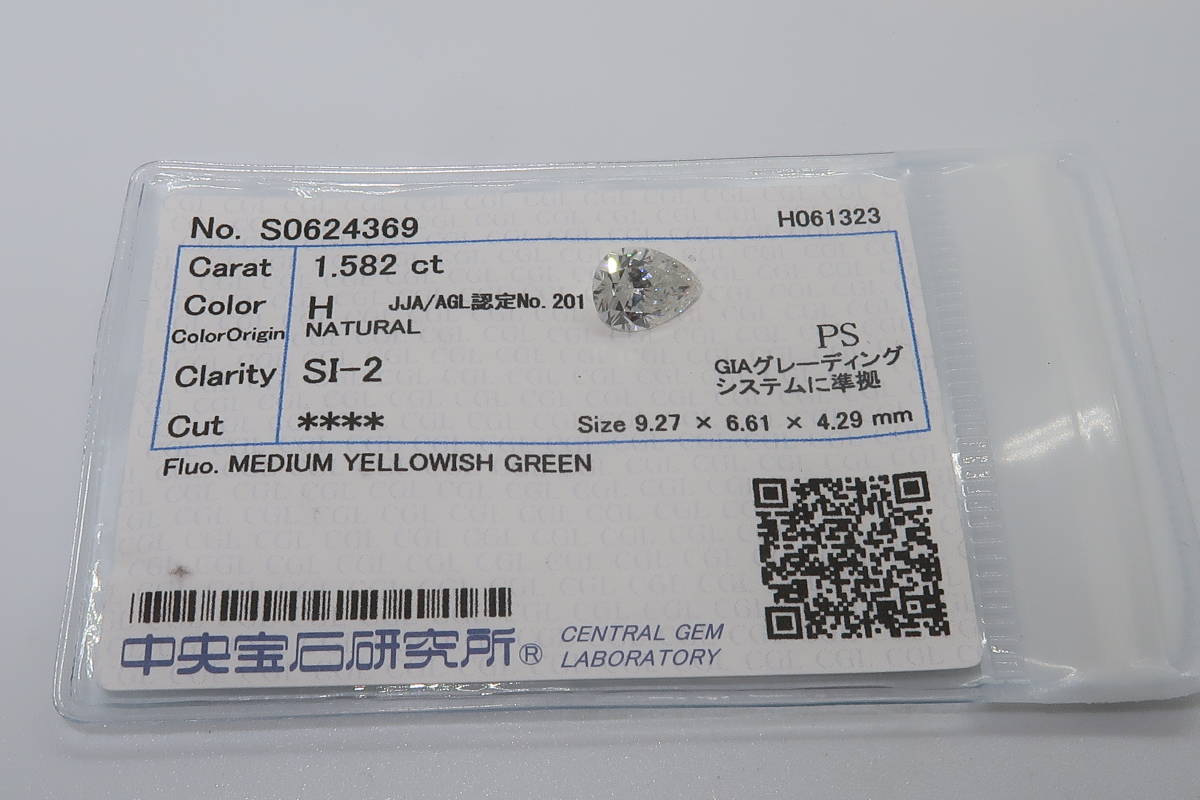 No. S0624369
H061323
Carat 1.582 ct
Color H JJA/AGL認定No. 201
ColorOrigin NATURAL
PS
Clarity SI-2
GIAグレーディング
システムに準拠
Cut ****
Size 9.27 × 6.61 × 4.29 mm
Fluo. MEDIUM YELLOWISH GREEN
中央宝石研究所®
CENTRAL GEM
LABORATORY